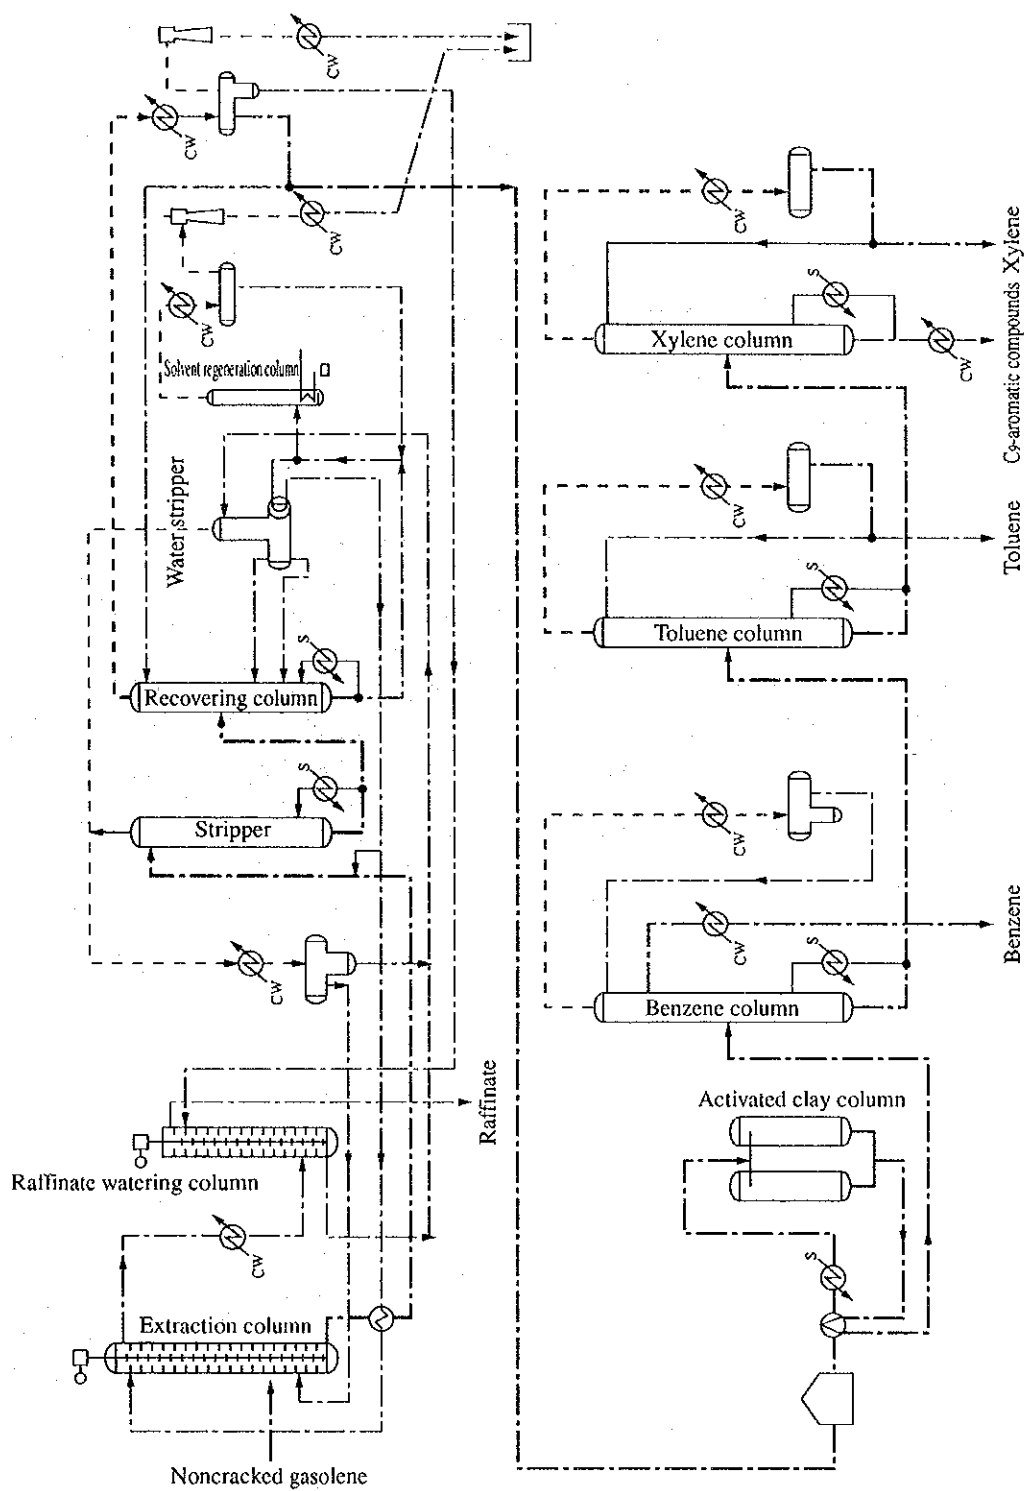 CW
CW
CW
CW
CW
S
Xylene
Solvent regeneration column
Xylene column
CW
C9-aromatic compounds
Water stripper
CW
S
Toluene
Toluene column
S
Recovering column
S
Stripper
CW
CW
S
Benzene
CW
Benzene column
Raffinate
Activated clay column
Raffinate watering column
CW
S
Extraction column
Noncracked gasolene